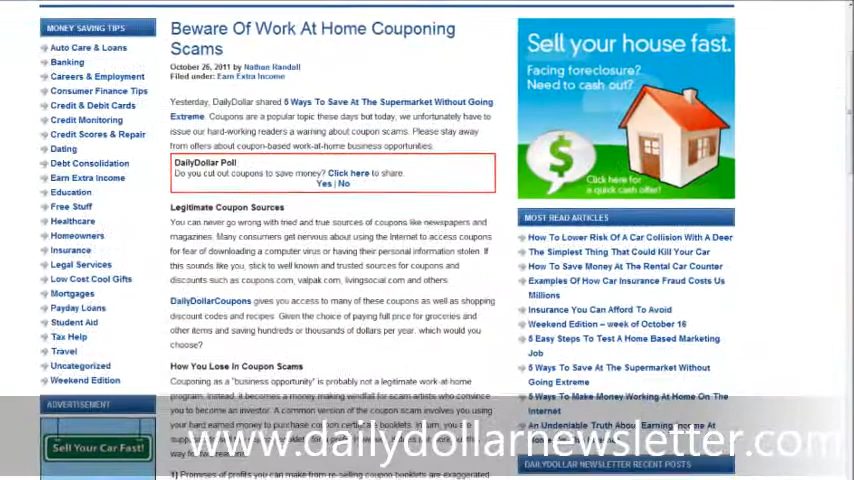 MONEY SAVING TIPS
Auto Care & Loans
Banking
Careers & Employment
Consumer Finance Tips
Credit & Debit Cards
Credit Monitoring
Credit Scores & Repair
Dating
Debt Consolidation
Earn Extra Income
Education
Free Stuff
Healthcare
Homeowners
Insurance
Legal Services
Low Cost Cool Gifts
Mortgages
Payday Loans
Student Aid
Tax Help
Travel
Uncategorized
Weekend Edition
ADVERTISEMENT
Sell Your Car Fast!
Beware Of Work At Home Couponing
Scams
October 26, 2011 by Nathan Randall
Filed under: Earn Extra Income
Yesterday, DailyDollar shared 5 Ways To Save At The Supermarket Without Going
Extreme. Coupons are a popular topic these days but today, we unfortunately have to
issue our hard-working readers a warning about coupon scams. Please stay away
from offers about coupon-based work-at-home business opportunities.
DailyDollar Poll
Do you cut out coupons to save money? Click here to share.
Yes | No
Legitimate Coupon Sources
You can never go wrong with tried and true sources of coupons like newspapers and
magazines. Many consumers get nervous about using the Internet to access coupons
for fear of downloading a computer virus or having their personal information stolen. If
this sounds like you, stick to well known and trusted sources for coupons and
discounts such as coupons.com, valpak.com, livingsocial.com and others.
DailyDollarCoupons gives you access to many of these coupons as well as shopping
discount codes and recipes. Given the choice of paying full price for groceries and
other items and saving hundreds or thousands of dollars per year, which would you
choose?
How You Lose In Coupon Scams
Couponing as a "business opportunity" is probably not a legitimate work-at-home
program. Instead, it becomes a money making windfall for scam artists who convince
you to become an investor. A common version of the coupon scam involves you using
your hard earned money to purchase coupon certificate booklets. In turn, you are
1) Promises of profits you can make from re-selling coupon booklets are exaggerated
Sell your house fast.
Facing foreclosure?
Need to cash out?
$
Click here for
a quick cash offer!
MOST READ ARTICLES
How To Lower Risk Of A Car Collision With A Deer
The Simplest Thing That Could Kill Your Car
How To Save Money At The Rental Car Counter
Examples Of How Car Insurance Fraud Costs Us
Millions
Insurance You Can Afford To Avoid
Weekend Edition – week of October 16
5 Easy Steps To Test A Home Based Marketing
Job
5 Ways To Save At The Supermarket Without
Going Extreme
5 Ways To Make Money Working At Home On The
Internet
An Undeniable Truth About Earning Income At
DAILYDOLLAR NEWSLETTER RECENT POSTS
www.dailydollarnewsletter.com